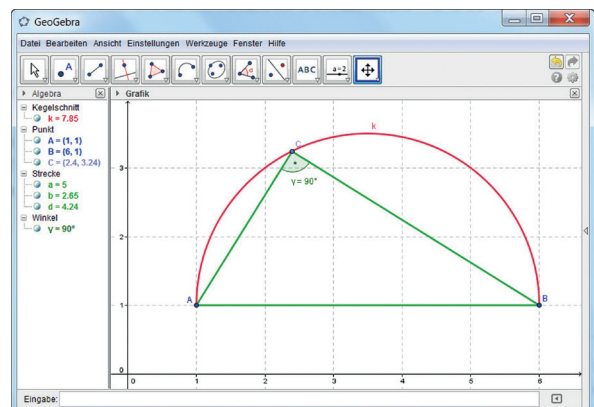 GeoGebra
Datei Bearbeiten Ansicht Einstellungen Werkzeuge Fenster Hilfe
A
ABC
a=2
Algebra
Grafik
Kegelschnitt
k = 7.85
Punkt
A = (1, 1)
B = (6, 1)
C = (2.4, 3.24)
Strecke
a = 5
b = 2.65
d = 4.24
Winkel
γ = 90°
k
C
γ = 90°
A
B
3
2
1
0
0 1 2 3 4 5 6
Eingabe: